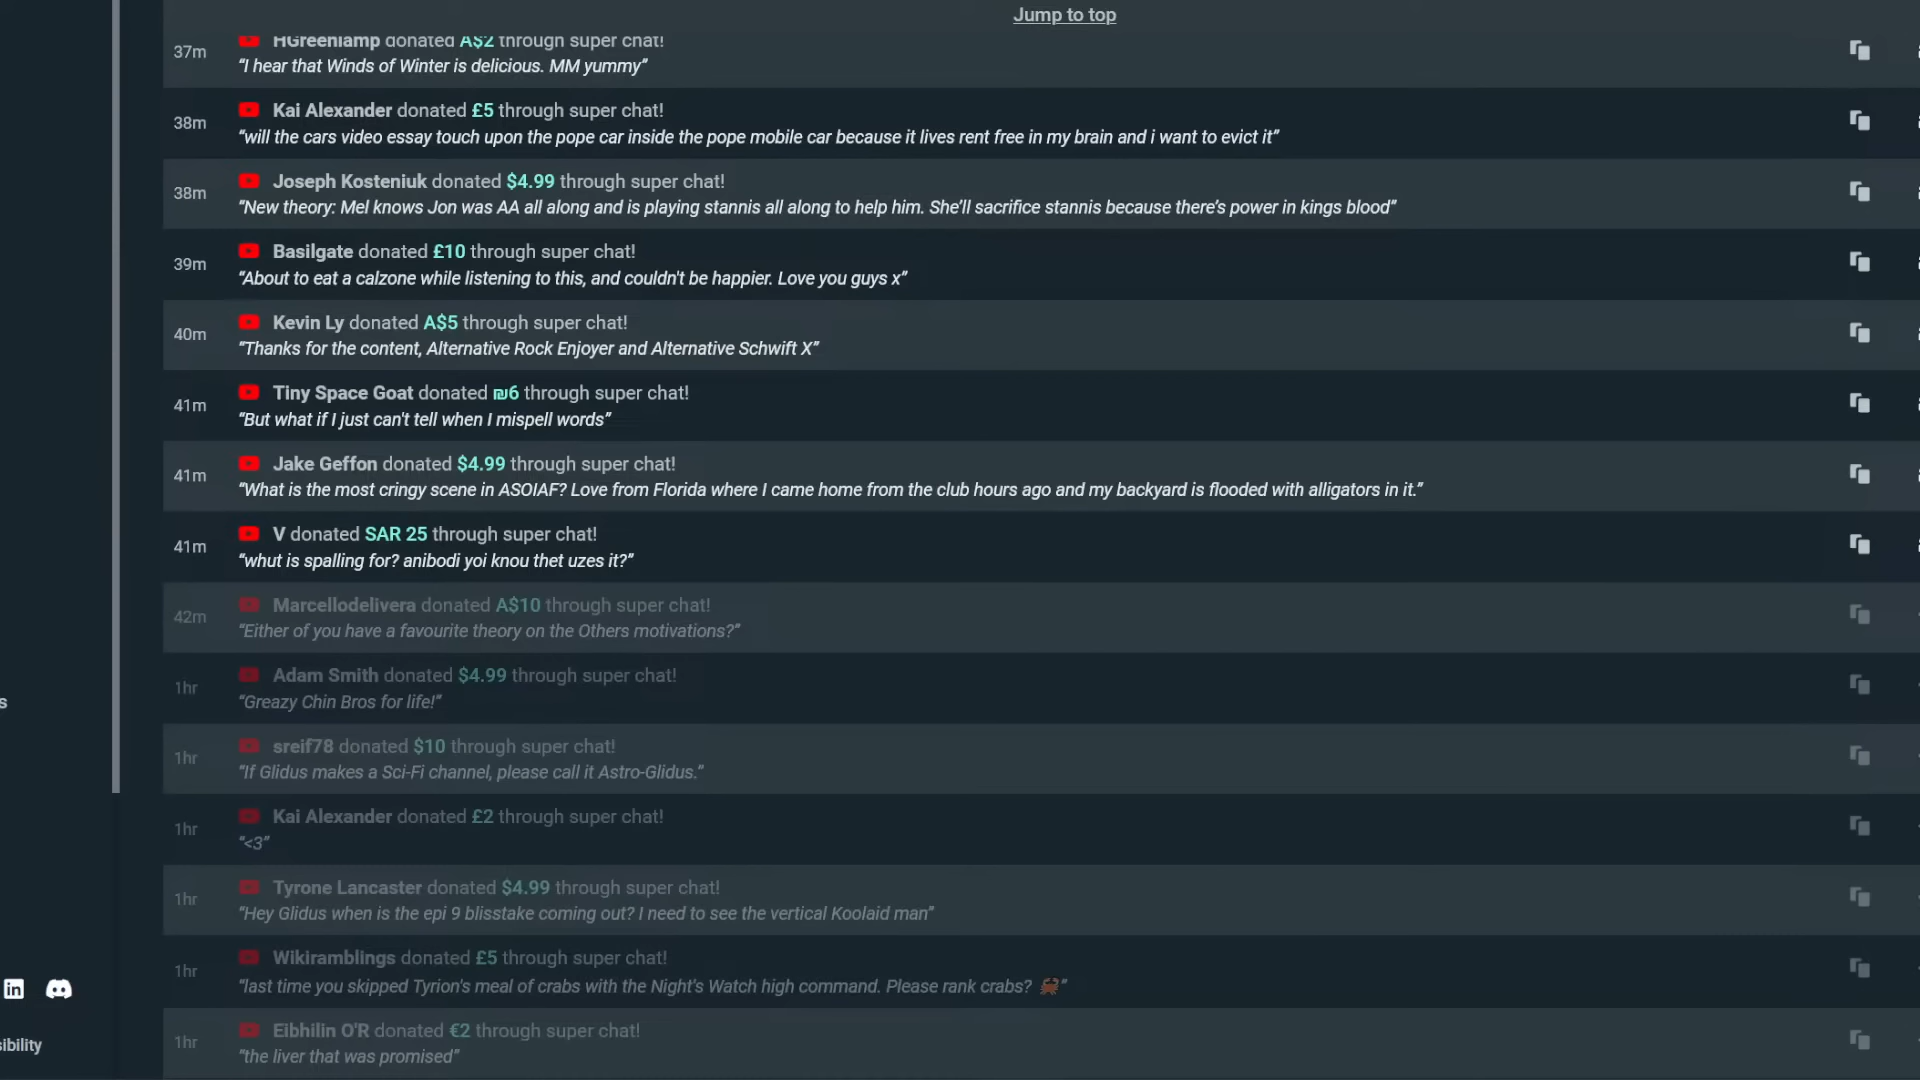 Jump to top
37m
HGreenlamp donated A$2 through super chat!
“I hear that Winds of Winter is delicious. MM yummy”
38m
Kai Alexander donated £5 through super chat!
“will the cars video essay touch upon the pope car inside the pope mobile car because it lives rent free in my brain and i want to evict it”
38m
Joseph Kosteniuk donated $4.99 through super chat!
“New theory: Mel knows Jon was AA all along and is playing stannis all along to help him. She’ll sacrifice stannis because there’s power in kings blood”
39m
Basilgate donated £10 through super chat!
“About to eat a calzone while listening to this, and couldn't be happier. Love you guys x”
40m
Kevin Ly donated A$5 through super chat!
“Thanks for the content, Alternative Rock Enjoyer and Alternative Schwift X”
41m
Tiny Space Goat donated ₪6 through super chat!
“But what if I just can't tell when I mispell words”
41m
Jake Geffon donated $4.99 through super chat!
“What is the most cringy scene in ASOIAF? Love from Florida where I came home from the club hours ago and my backyard is flooded with alligators in it.”
41m
V donated SAR 25 through super chat!
“whut is spalling for? anibodi yoi knou thet uzes it?”
42m
Marcellodelivera donated A$10 through super chat!
“Either of you have a favourite theory on the Others motivations?”
1hr
Adam Smith donated $4.99 through super chat!
“Greazy Chin Bros for life!”
1hr
sreif78 donated $10 through super chat!
“If Glidus makes a Sci-Fi channel, please call it Astro-Glidus.”
1hr
Kai Alexander donated £2 through super chat!
“<3”
1hr
Tyrone Lancaster donated $4.99 through super chat!
“Hey Glidus when is the epi 9 blisstake coming out? I need to see the vertical Koolaid man”
1hr
Wikiramblings donated £5 through super chat!
“last time you skipped Tyrion's meal of crabs with the Night's Watch high command. Please rank crabs? 🦀”
1hr
Eibhilin O'R donated €2 through super chat!
“the liver that was promised”
s
in
sibility